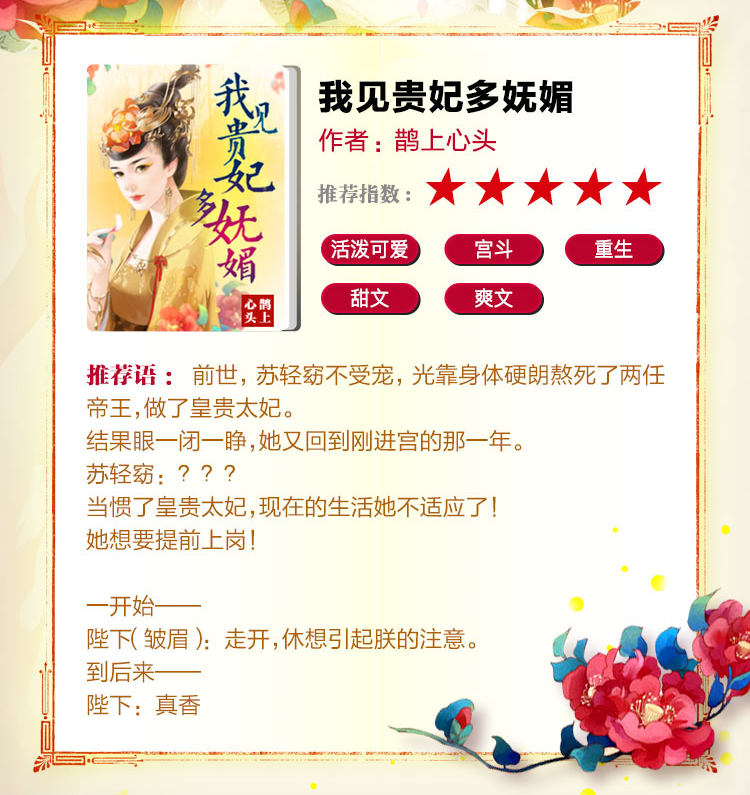 我见贵妃多妩媚
鹊上心头
我见贵妃多妩媚
作者：鹊上心头
推荐指数：
活泼可爱 宫斗 重生
甜文 爽文
推荐语： 前世，苏轻窈不受宠，光靠身体硬朗熬死了两任
帝王，做了皇贵太妃。
结果眼一闭一睁，她又回到刚进宫的那一年。
苏轻窈：？？？
当惯了皇贵太妃，现在的生活她不适应了！
她想要提前上岗！
一开始——
陛下（皱眉）：走开，休想引起朕的注意。
到后来——
陛下：真香